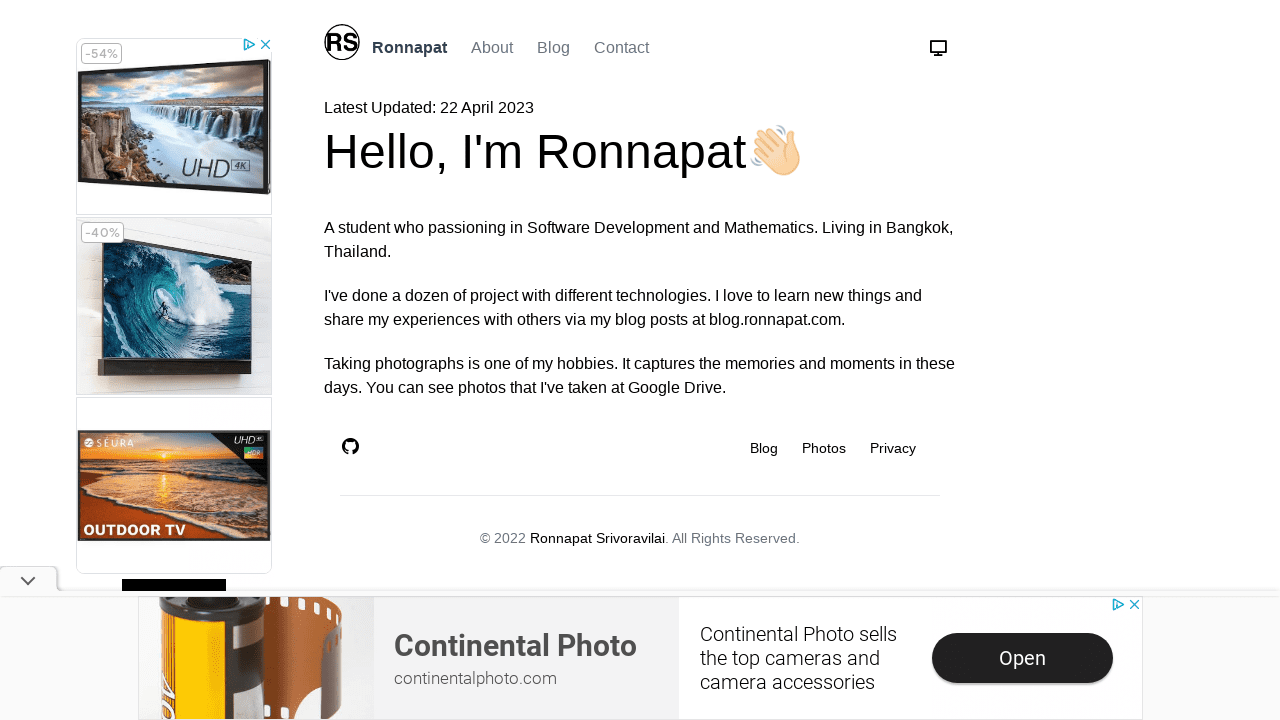 RS
Ronnapat About Blog Contact
Latest Updated: 22 April 2023
Hello, I'm Ronnapat
A student who passioning in Software Development and Mathematics. Living in Bangkok,
Thailand.
I've done a dozen of project with different technologies. I love to learn new things and
share my experiences with others via my blog posts at blog.ronnapat.com.
Taking photographs is one of my hobbies. It captures the memories and moments in these
days. You can see photos that I've taken at Google Drive.
Blog Photos Privacy
© 2022 Ronnapat Srivoravilai. All Rights Reserved.
-54%
UHD 4K
-40%
SÉURA
UHD 4K
HDR
OUTDOOR TV
Continental Photo
continentalphoto.com
Continental Photo sells
the top cameras and
camera accessories
Open